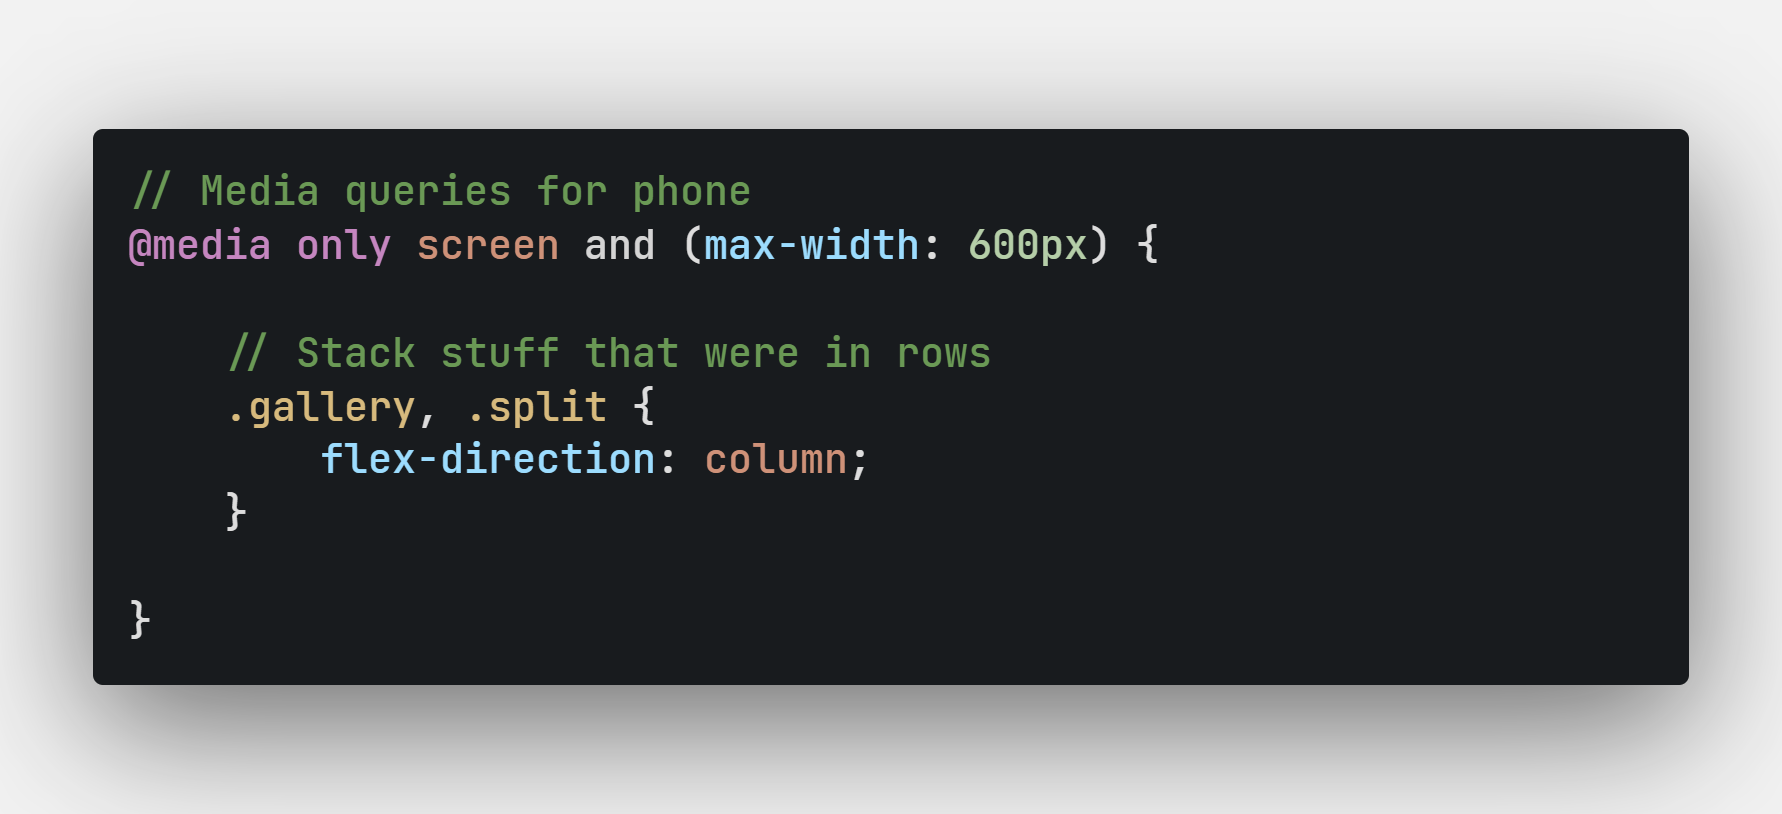 // Media queries for phone
@media only screen and (max-width: 600px) {
// Stack stuff that were in rows
.gallery, .split {
flex-direction: column;
}
}